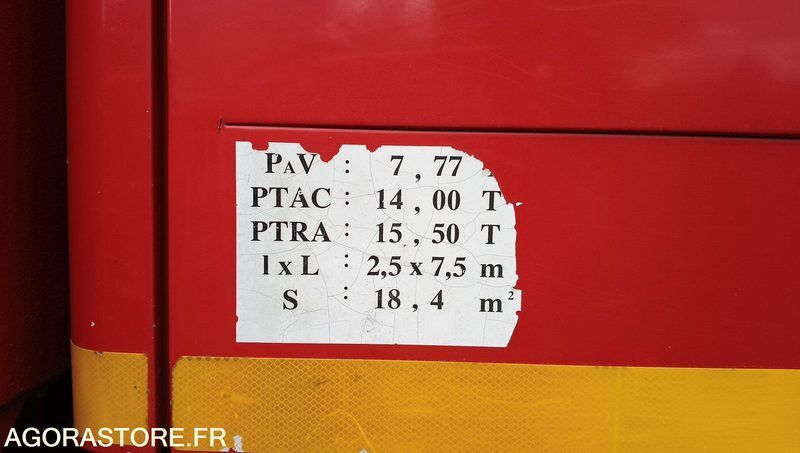 PAV : 7 , 77
PTAC : 14 , 00 T
PTRA : 15 , 50 T
l x L : 2,5 x 7,5 m
S : 18 , 4 m²
AGORASTORE.FR